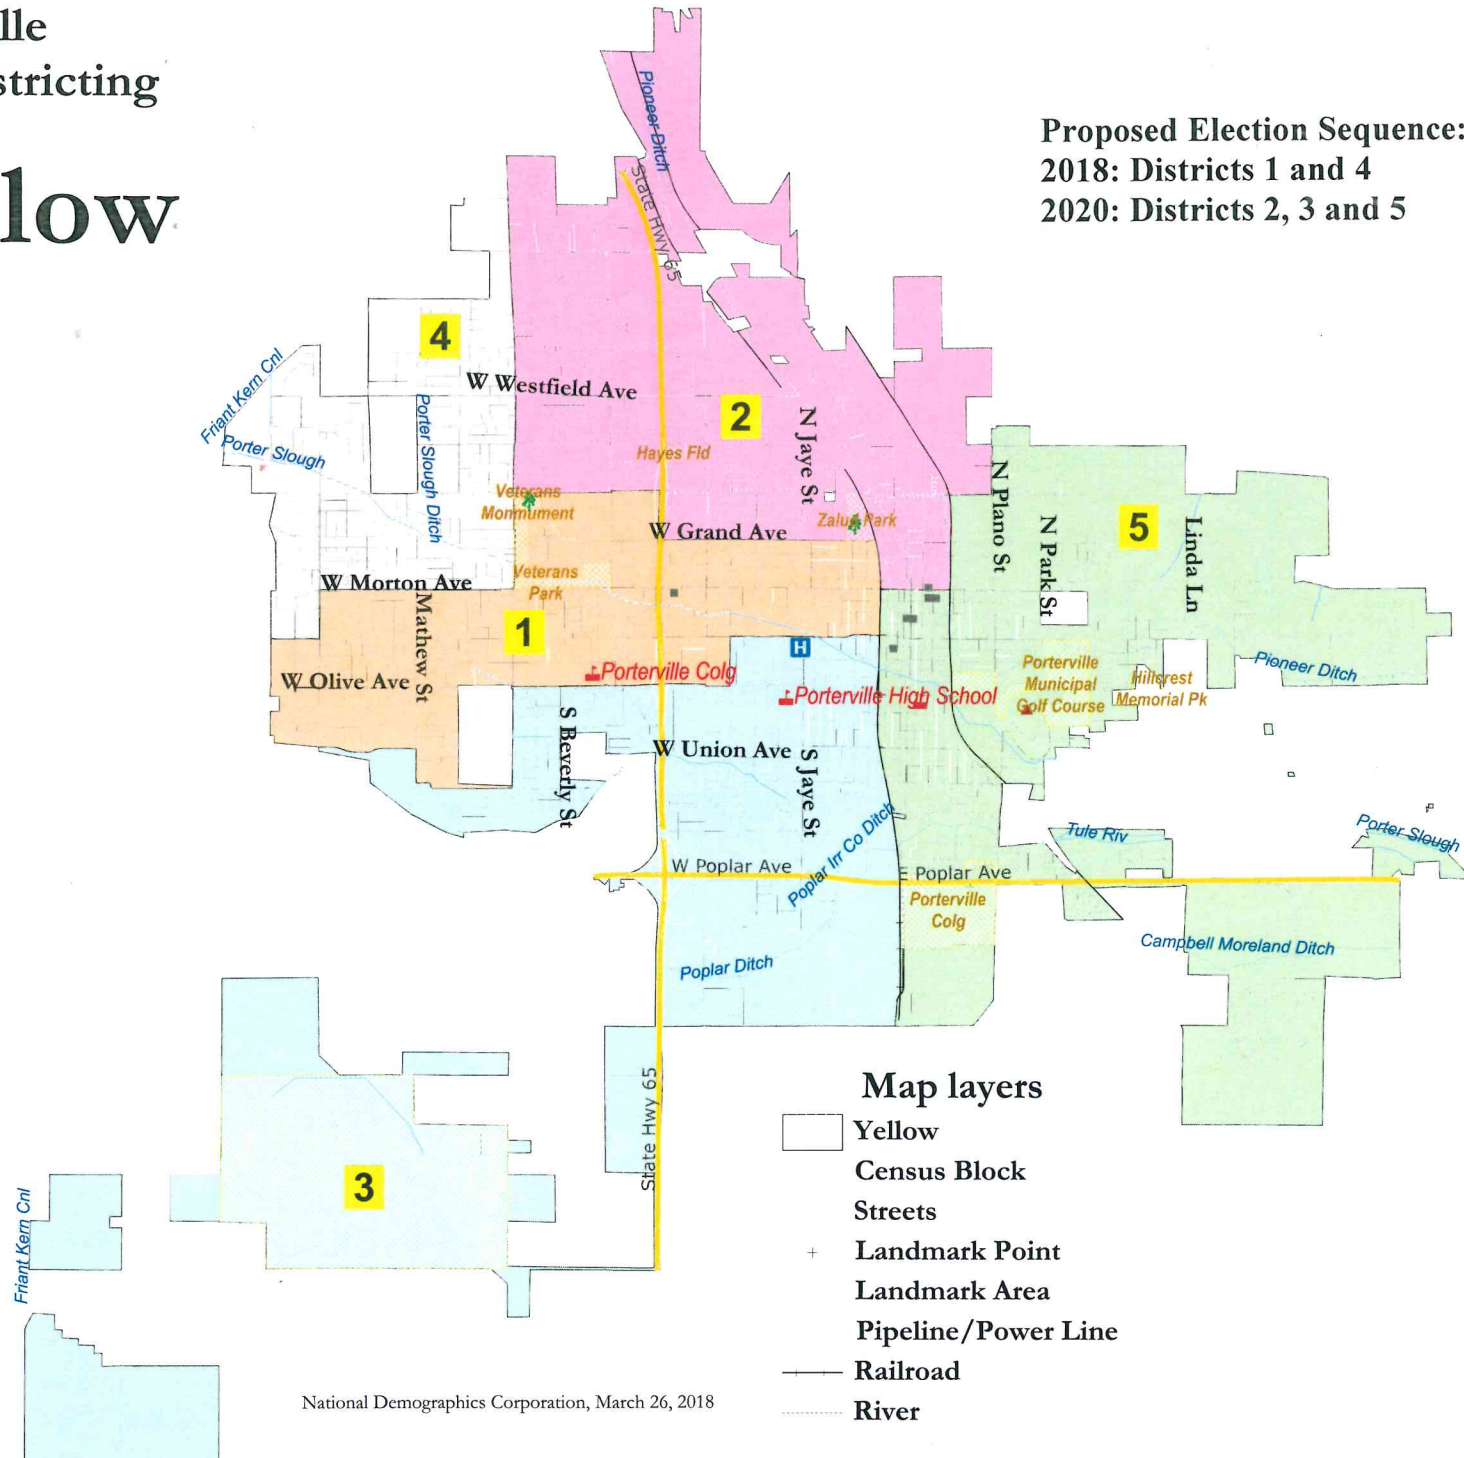 lle
stricting
low
Proposed Election Sequence:
2018: Districts 1 and 4
2020: Districts 2, 3 and 5
Pioneer Ditch
State Hwy 65
4
Friant Kern Cnl
W Westfield Ave
Porter Slough
Porter Slough Ditch
2
N Jaye St
Hayes Fld
Veterans
Monmument
W Grand Ave
Zalud Park
N Plano St
N Park St
5
Linda Ln
W Morton Ave
Veterans
Park
Mathew St
1
H
W Olive Ave
Porterville Colg
Porterville High School
Porterville
Municipal
Golf Course
Hillcrest
Memorial Pk
Pioneer Ditch
S Beverly St
W Union Ave
S Jaye St
Poplar Irr Co Ditch
Tule Riv
Porter Slough
W Poplar Ave
E Poplar Ave
Porterville
Colg
Campbell Moreland Ditch
Poplar Ditch
State Hwy 65
3
Friant Kern Cnl
Map layers
Yellow
Census Block
Streets
Landmark Point
Landmark Area
Pipeline/Power Line
Railroad
River
National Demographics Corporation, March 26, 2018